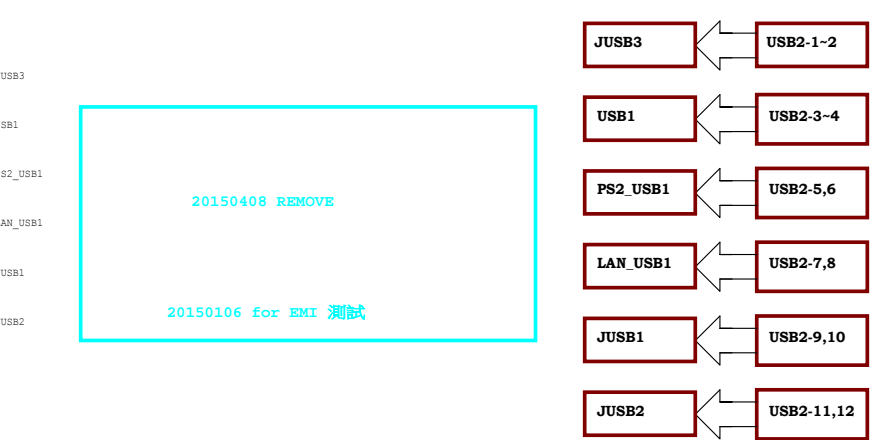 USB3
SB1
S2_USB1
AN_USB1
USB1
USB2
20150408 REMOVE
20150106 for EMI 測試
JUSB3
USB2-1~2
USB1
USB2-3~4
PS2_USB1
USB2-5,6
LAN_USB1
USB2-7,8
JUSB1
USB2-9,10
JUSB2
USB2-11,12